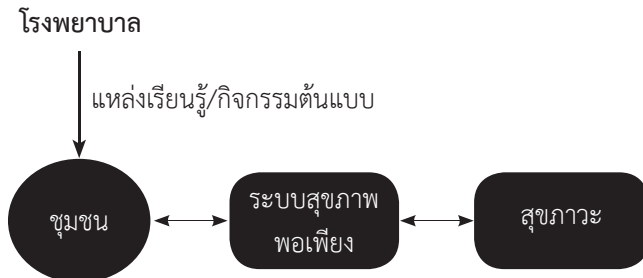 โรงพยาบาล
แหล่งเรียนรู้/กิจกรรมต้นแบบ
ชุมชน
ระบบสุขภาพ
พอเพียง
สุขภาวะ